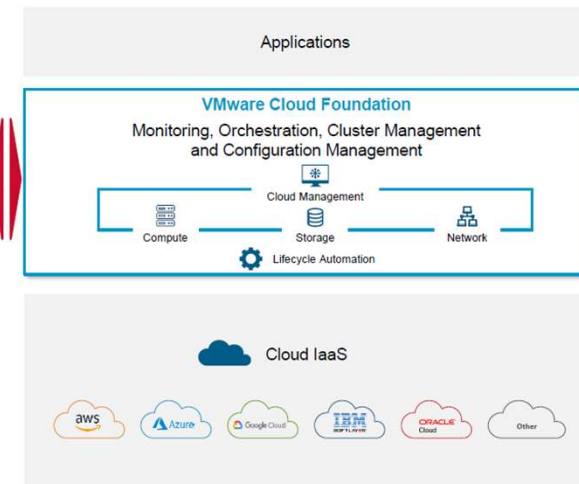 Applications
VMware Cloud Foundation
Monitoring, Orchestration, Cluster Management
and Configuration Management
Cloud Management
Compute
Storage
Network
Lifecycle Automation
Cloud IaaS
aws
Azure
Google Cloud
IBM
SOFTLAYER
ORACLE
Cloud
Other